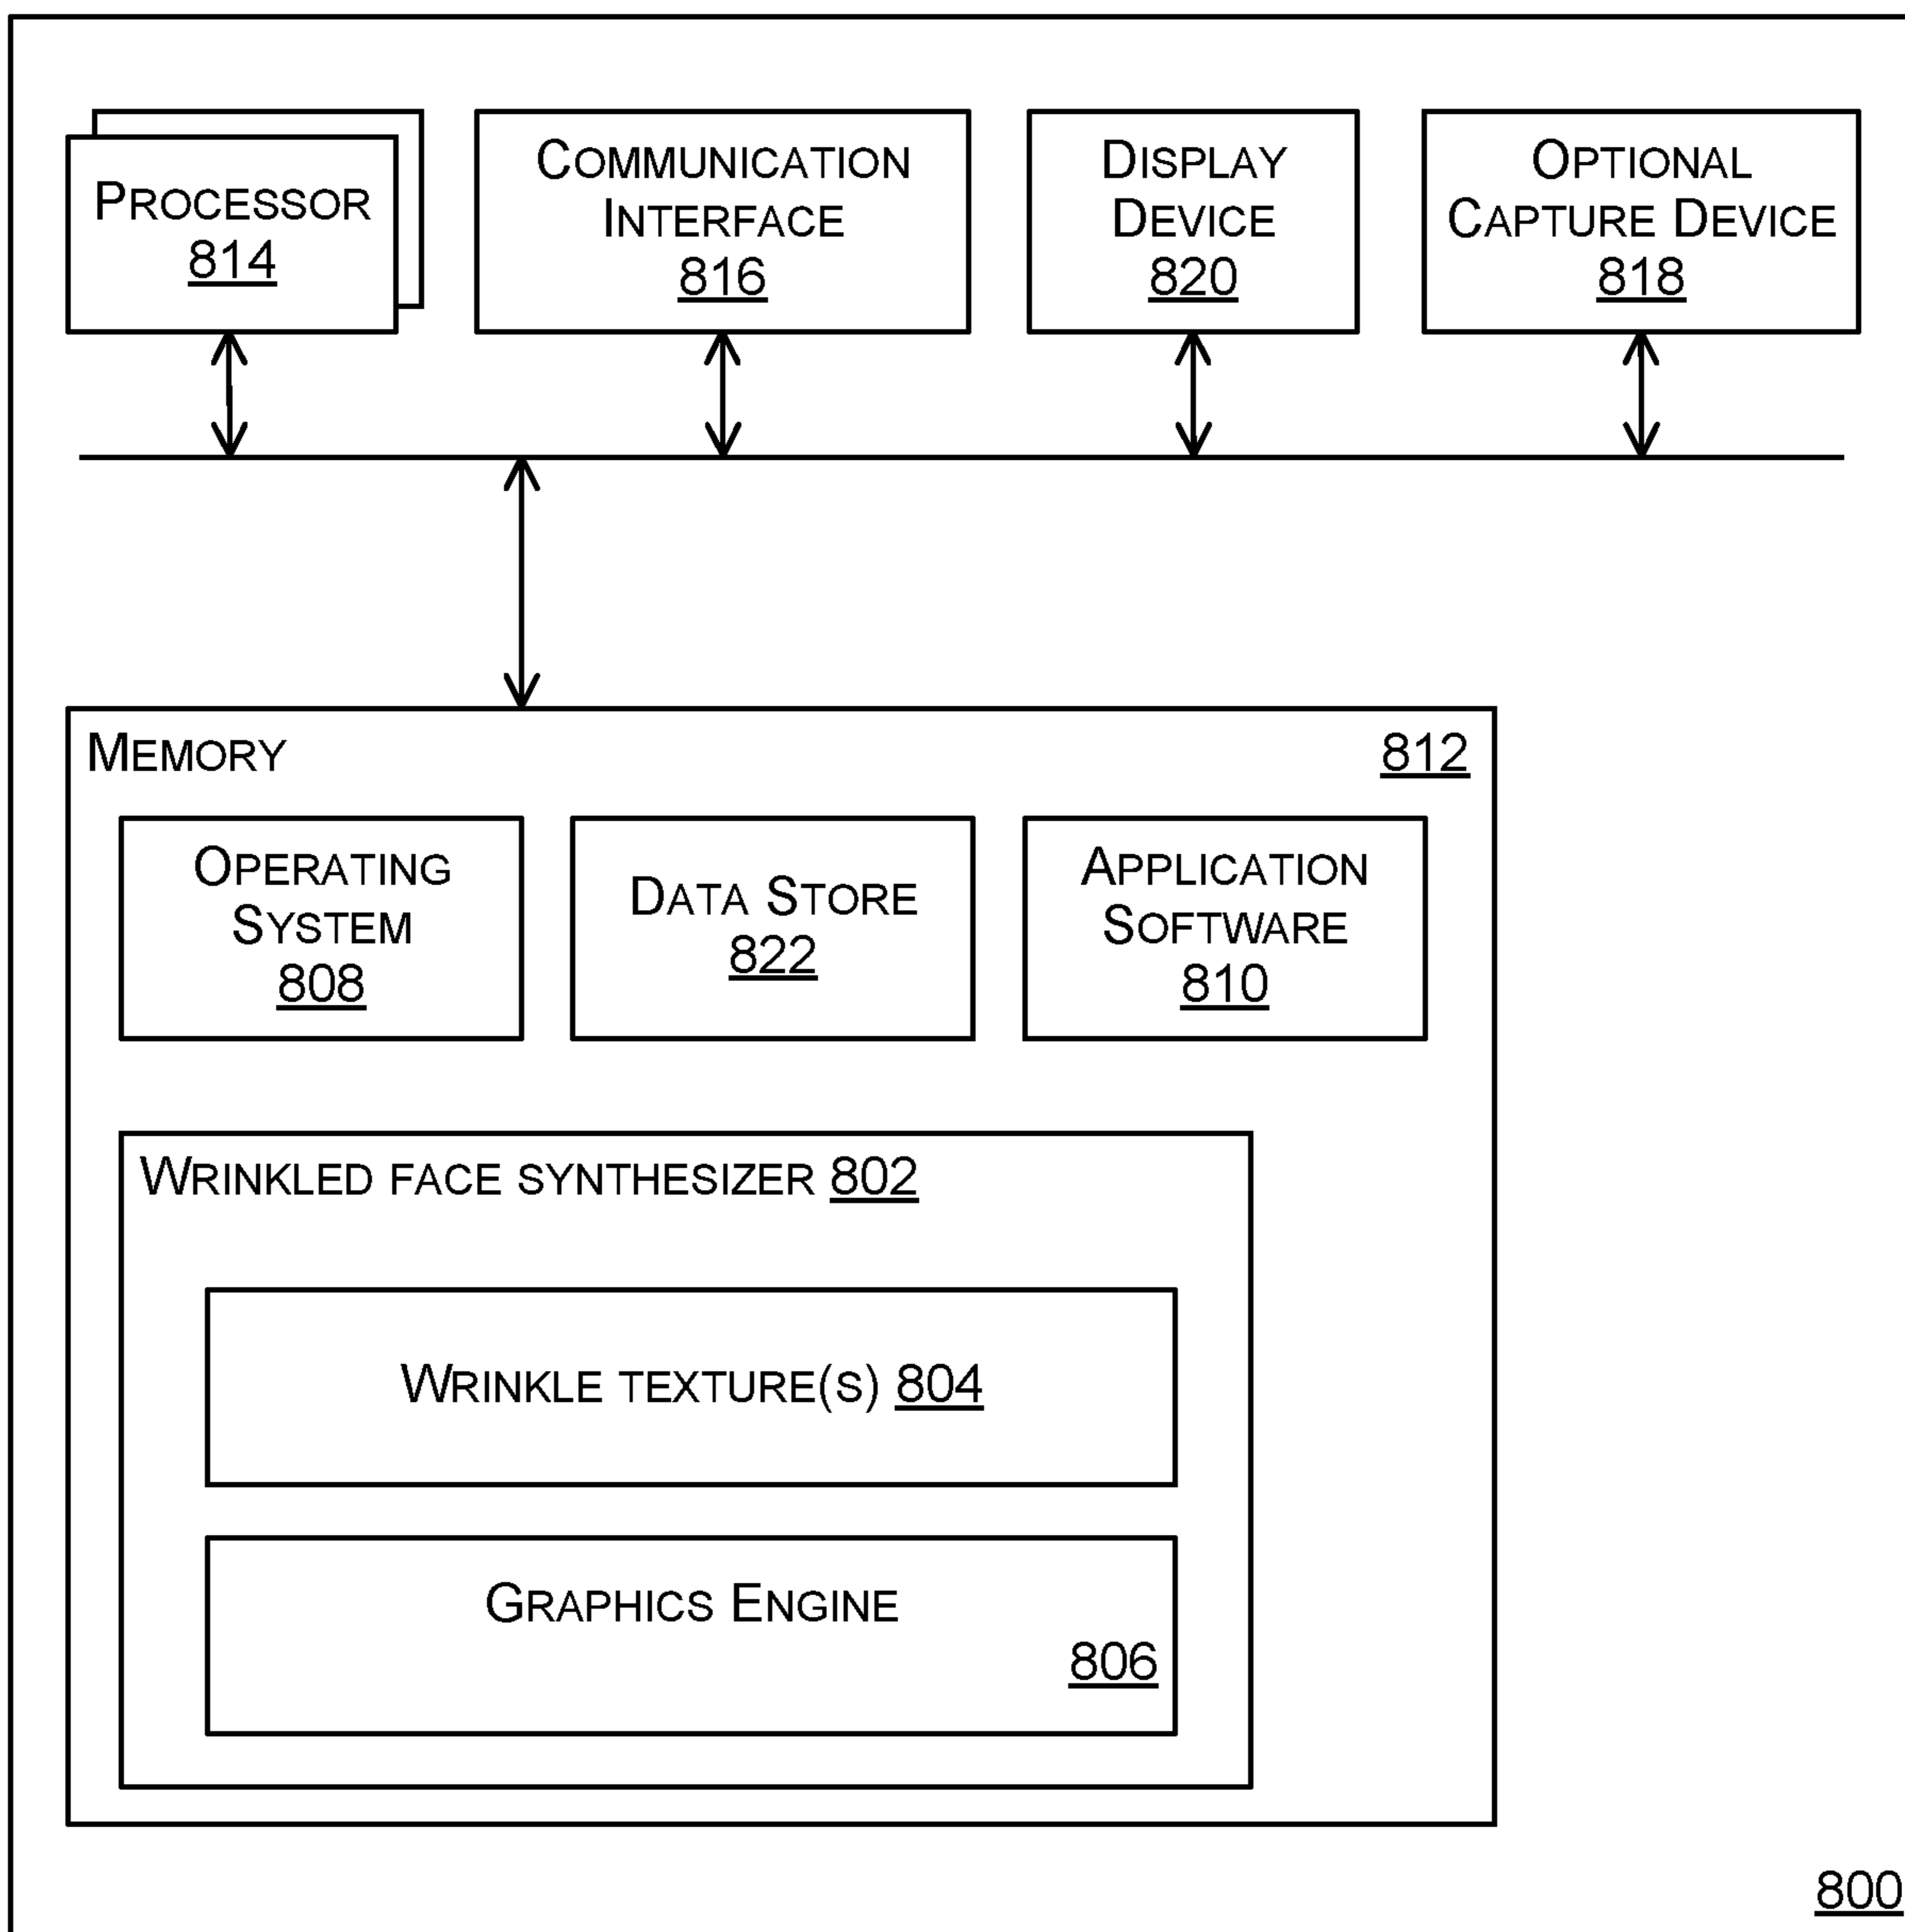 PROCESSOR
814
COMMUNICATION
INTERFACE
816
DISPLAY
DEVICE
820
OPTIONAL
CAPTURE DEVICE
818
MEMORY
812
OPERATING
SYSTEM
808
DATA STORE
822
APPLICATION
SOFTWARE
810
WRINKLED FACE SYNTHESIZER 802
WRINKLE TEXTURE(S) 804
GRAPHICS ENGINE
806
800